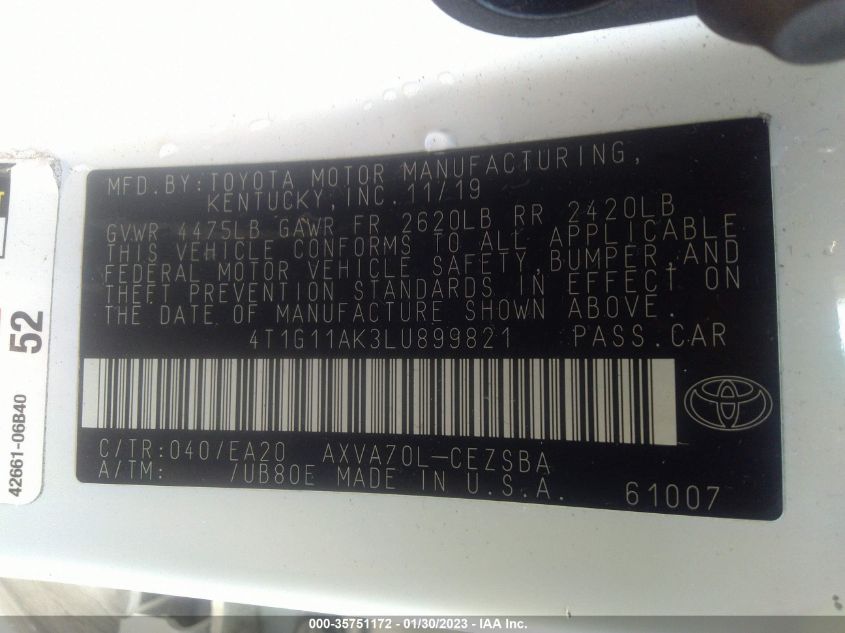 MFD. BY: TOYOTA MOTOR MANUFACTURING,
KENTUCKY, INC. 11/19
GVWR 4475LB GAWR FR 2620LB RR 2420LB
THIS VEHICLE CONFORMS TO ALL APPLICABLE
FEDERAL MOTOR VEHICLE SAFETY, BUMPER, AND
THEFT PREVENTION STANDARDS IN EFFECT ON
THE DATE OF MANUFACTURE SHOWN ABOVE.
4T1G11AK3LU899821 PASS. CAR
C/TR: 040/EA20 AXVA70L-CEZSBA
A/TM: /UB80E MADE IN U.S.A.
61007
52
42661-06B40
000-35751172 - 01/30/2023 - IAA Inc.